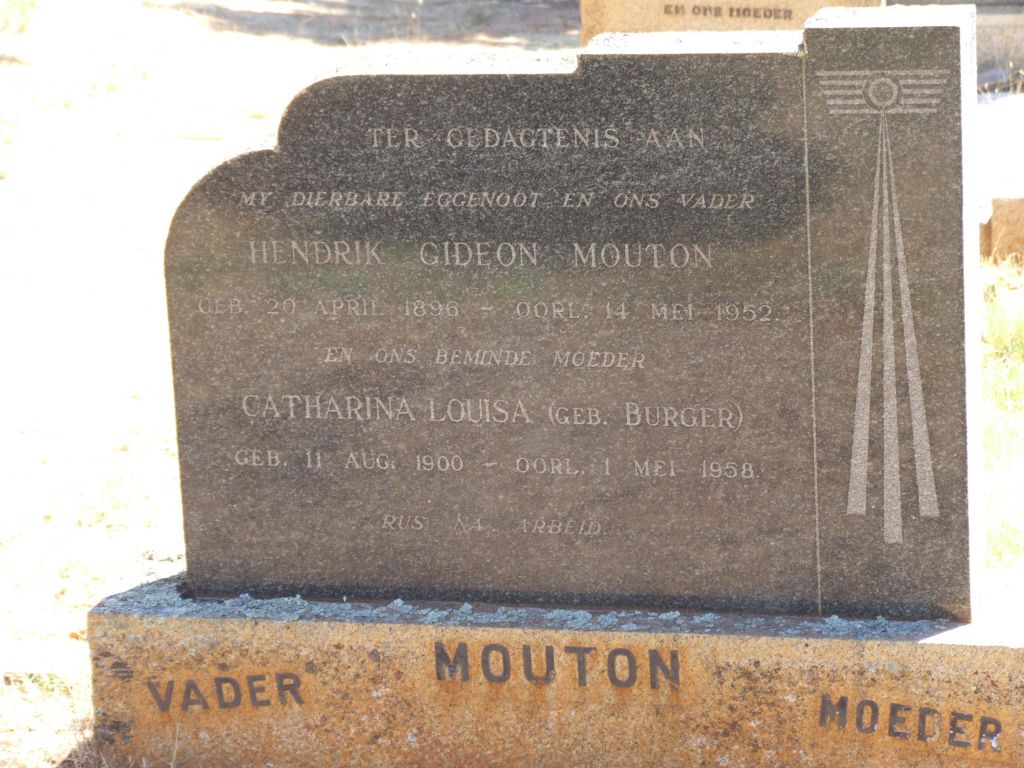 EN ONS MOEDER
TER GEDAGTENIS AAN
MY DIERBARE EGGENOOT EN ONS VADER
HENDRIK GIDEON MOUTON
GEB. 20 APRIL 1896 – OORL. 14 MEI 1952.
EN ONS BEMINDE MOEDER
CATHARINA LOUISA (GEB. BURGER)
GEB. 11 AUG. 1900 – OORL. 1 MEI 1958.
RUS NA ARBEID
VADER MOUTON MOEDER